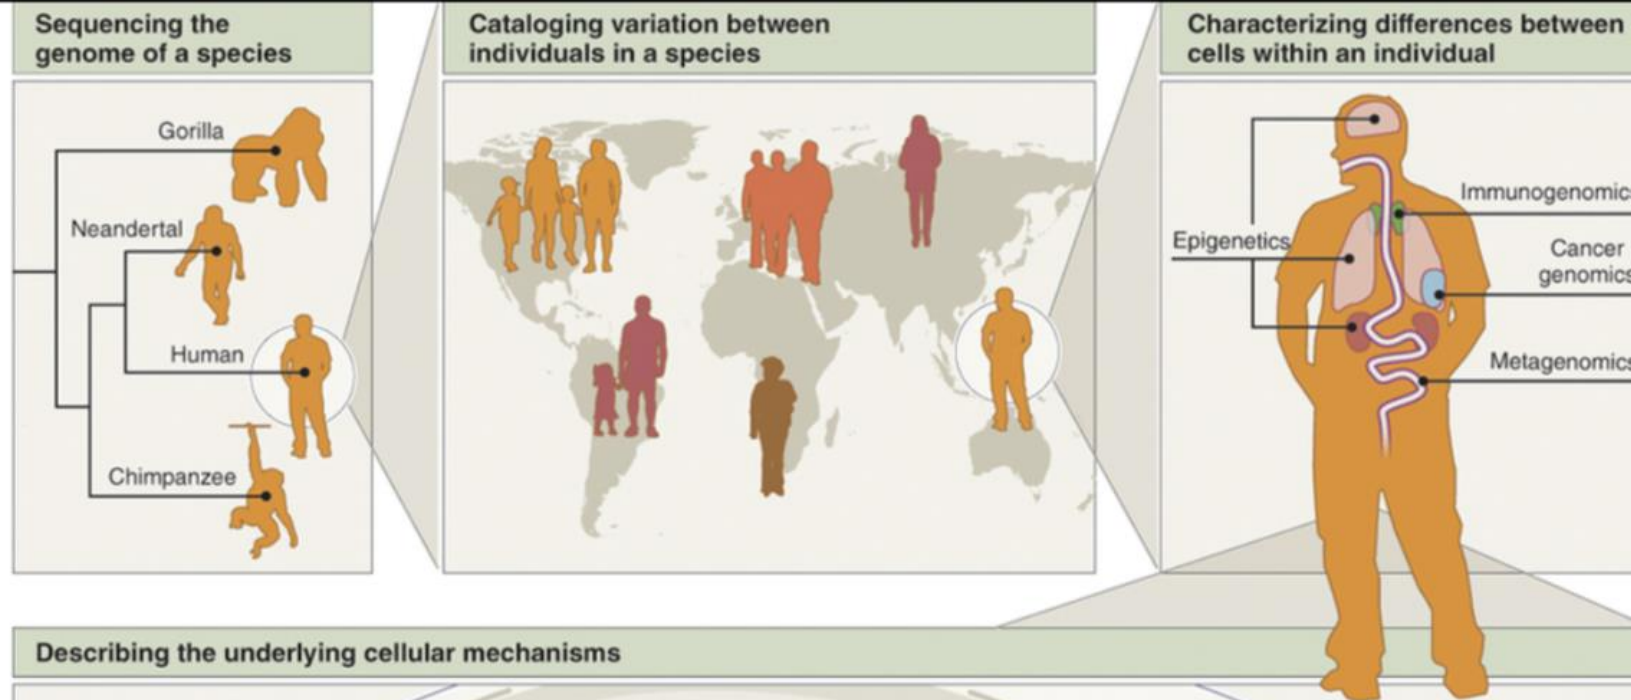 Sequencing the
genome of a species
Cataloging variation between
individuals in a species
Characterizing differences between
cells within an individual
Gorilla
Neandertal
Human
Chimpanzee
Epigenetics
Immunogenomics
Cancer
genomics
Metagenomics
Describing the underlying cellular mechanisms